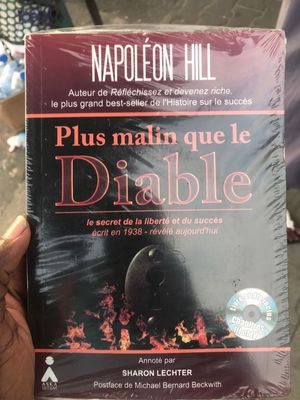 NAPOLÉON HILL
Auteur de Réfléchissez et devenez riche,
le plus grand best-seller de l'Histoire sur le succès
Plus malin que le
Diable
le secret de la liberté et du succès
écrit en 1938 - révélé aujourd'hui
Annoté par
SHARON LECHTER
Postface de Michael Bernard Beckwith
ASKA